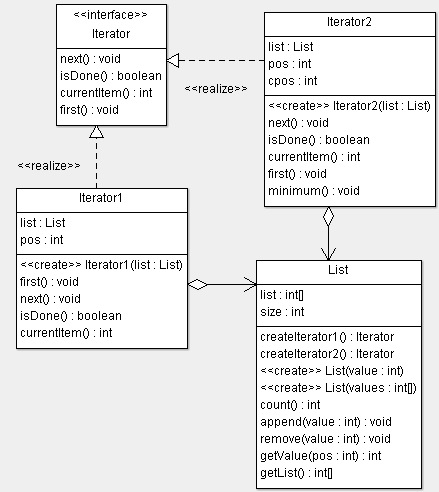 <<interface>>
Iterator
next() : void
isDone() : boolean
currentItem() : int
first() : void
Iterator2
list : List
pos : int
cpos : int
<<create>> Iterator2(list : List)
next() : void
isDone() : boolean
currentItem() : int
first() : void
minimum() : void
<<realize>>
<<realize>>
Iterator1
list : List
pos : int
<<create>> Iterator1(list : List)
first() : void
next() : void
isDone() : boolean
currentItem() : int
List
list : int[]
size : int
createIterator1() : Iterator
createIterator2() : Iterator
<<create>> List(value : int)
<<create>> List(values : int[])
count() : int
append(value : int) : void
remove(value : int) : void
getValue(pos : int) : int
getList() : int[]